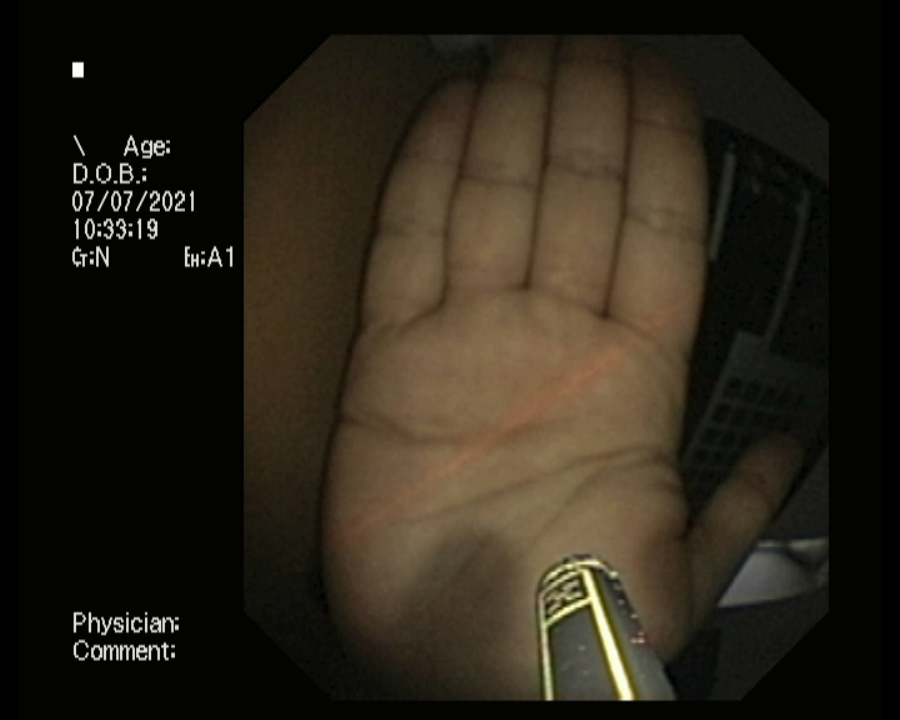 \ Age:
D.O.B.:
07/07/2021
10:33:19
Cr:N EH:A1
Physician:
Comment: